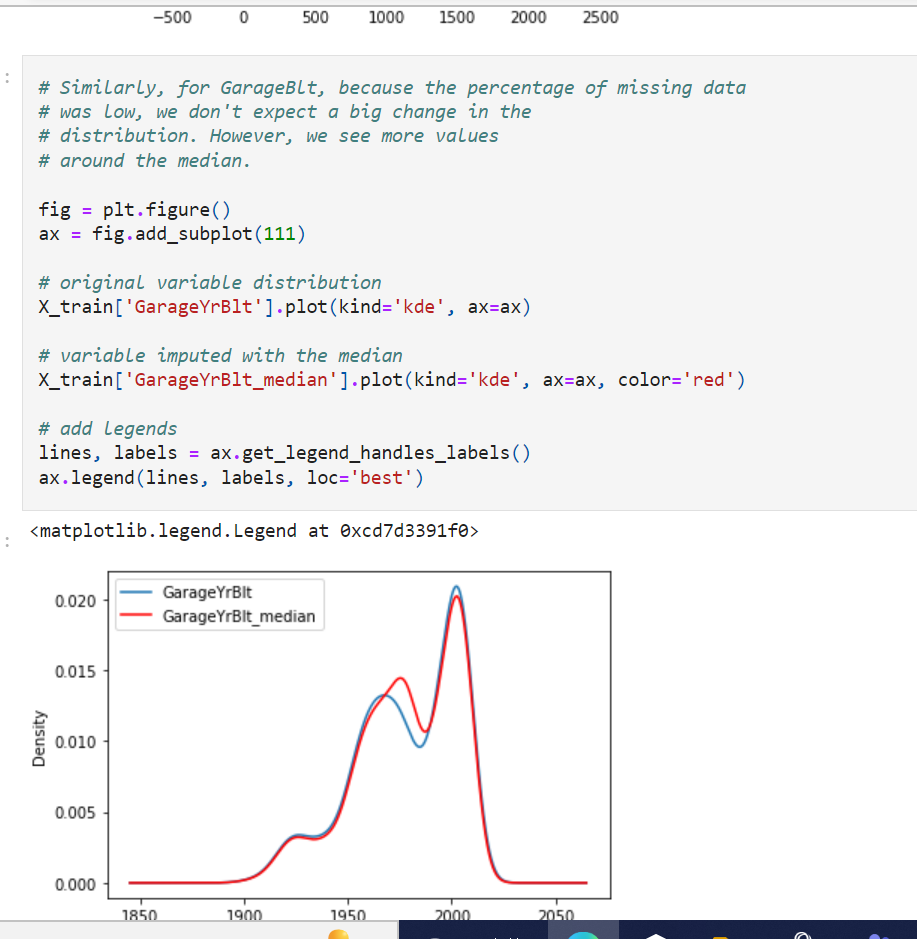 −500 0 500 1000 1500 2000 2500
# Similarly, for GarageBlt, because the percentage of missing data
# was low, we don't expect a big change in the
# distribution. However, we see more values
# around the median.
fig = plt.figure()
ax = fig.add_subplot(111)
# original variable distribution
X_train['GarageYrBlt'].plot(kind='kde', ax=ax)
# variable imputed with the median
X_train['GarageYrBlt_median'].plot(kind='kde', ax=ax, color='red')
# add legends
lines, labels = ax.get_legend_handles_labels()
ax.legend(lines, labels, loc='best')
<matplotlib.legend.Legend at 0xcd7d3391f0>
GarageYrBlt
GarageYrBlt_median
0.020
0.015
0.010
0.005
0.000
Density
1850 1900 1950 2000 2050